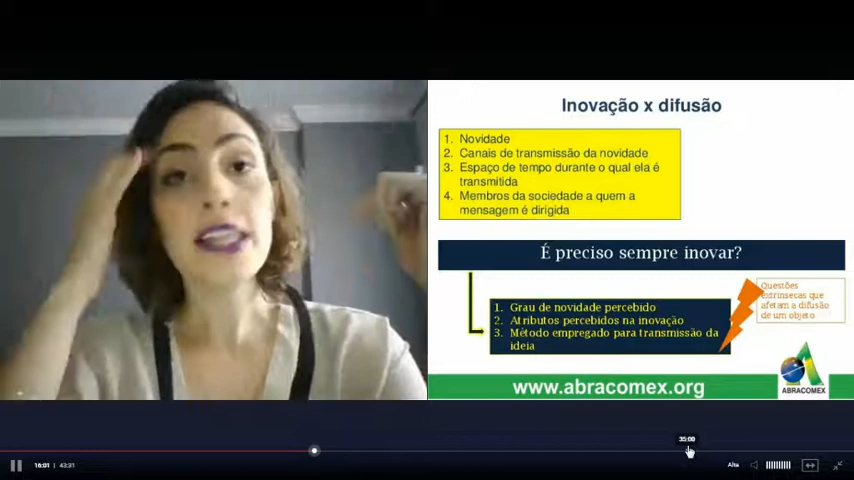 Inovação x difusão
1. Novidade
2. Canais de transmissão da novidade
3. Espaço de tempo durante o qual ela é
transmitida
4. Membros da sociedade a quem a
mensagem é dirigida
É preciso sempre inovar?
1. Grau de novidade percebido
2. Atributos percebidos na inovação
3. Método empregado para transmissão da
ideia
Questões
extrinsecas que
afetam a difusão
de um objeto
www.abracomex.org
ABRACOMEX
35:00
16:01 | 43:31
Alta